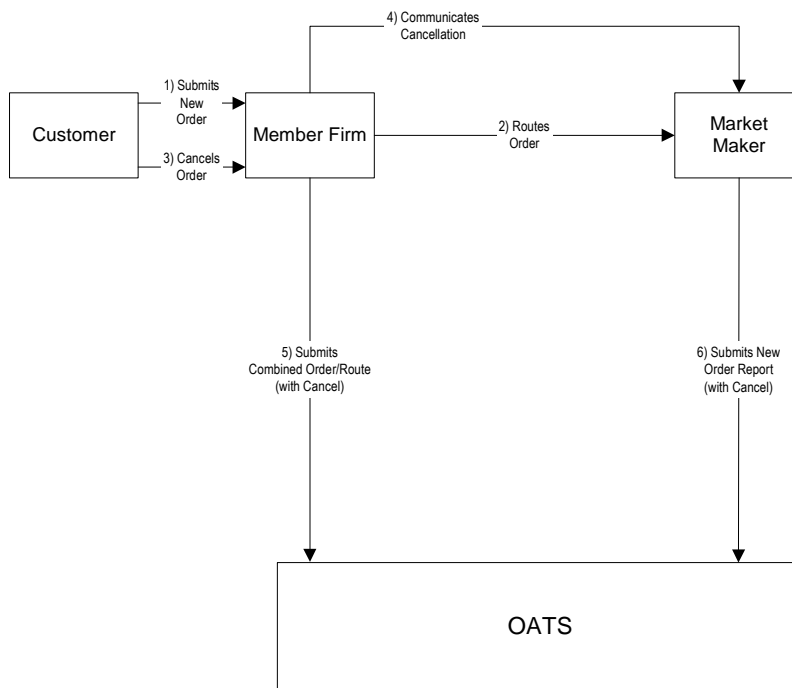 4) Communicates
Cancellation
1) Submits
New
Order
Customer
3) Cancels
Order
Member Firm
2) Routes
Order
Market
Maker
5) Submits
Combined Order/Route
(with Cancel)
6) Submits New
Order Report
(with Cancel)
OATS